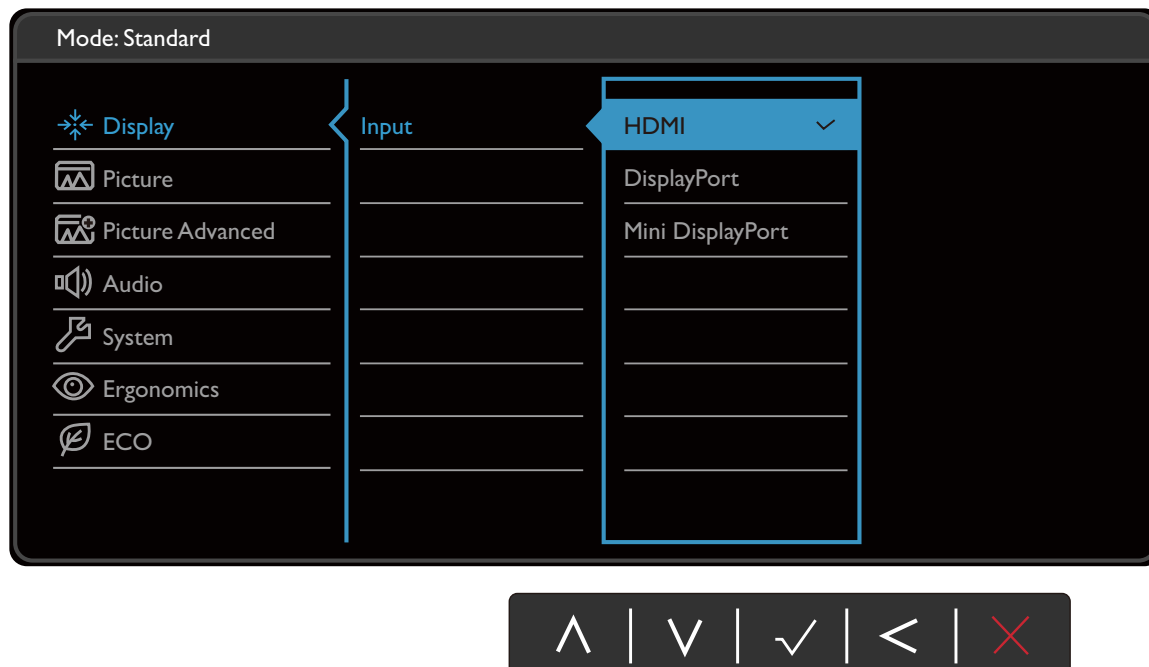 Mode: Standard
Display
Input
HDMI
Picture
DisplayPort
Picture Advanced
Mini DisplayPort
Audio
System
Ergonomics
ECO